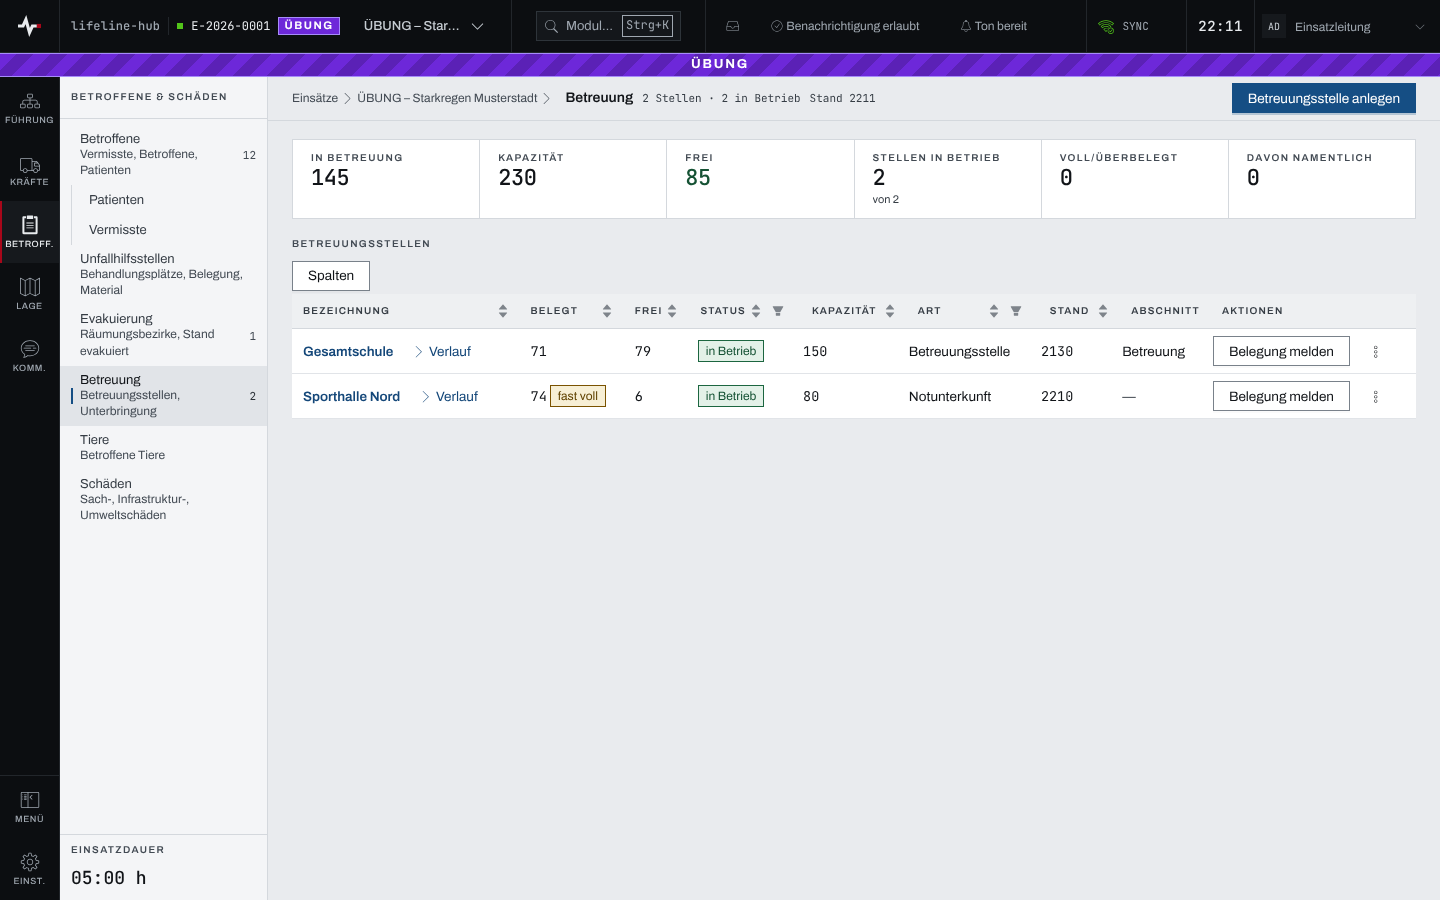 lifeline-hub
E-2026-0001
ÜBUNG
ÜBUNG – Star...
Modul...
Strg+K
Benachrichtigung erlaubt
Ton bereit
SYNC
22:11
AD
Einsatzleitung
ÜBUNG
FÜHRUNG
KRÄFTE
BETROFF.
LAGE
KOMM.
MENÜ
EINST.
BETROFFENE & SCHÄDEN
Betroffene
Vermisste, Betroffene,
Patienten
12
Patienten
Vermisste
Unfallhilfsstellen
Behandlungsplätze, Belegung,
Material
Evakuierung
Räumungsbezirke, Stand
evakuiert
1
Betreuung
Betreuungsstellen,
Unterbringung
2
Tiere
Betroffene Tiere
Schäden
Sach-, Infrastruktur-,
Umweltschäden
EINSATZDAUER
05:00 h
Einsätze
ÜBUNG – Starkregen Musterstadt
Betreuung
2 Stellen · 2 in Betrieb
Stand 2211
Betreuungsstelle anlegen
IN BETREUUNG
145
KAPAZITÄT
230
FREI
85
STELLEN IN BETRIEB
2
von 2
VOLL/ÜBERBELEGT
0
DAVON NAMENTLICH
0
BETREUUNGSSTELLEN
Spalten
BEZEICHNUNG BELEGT FREI STATUS KAPAZITÄT ART STAND ABSCHNITT AKTIONEN
Gesamtschule Verlauf 71 79 in Betrieb 150 Betreuungsstelle 2130 Betreuung Belegung melden
Sporthalle Nord Verlauf 74 fast voll 6 in Betrieb 80 Notunterkunft 2210 — Belegung melden